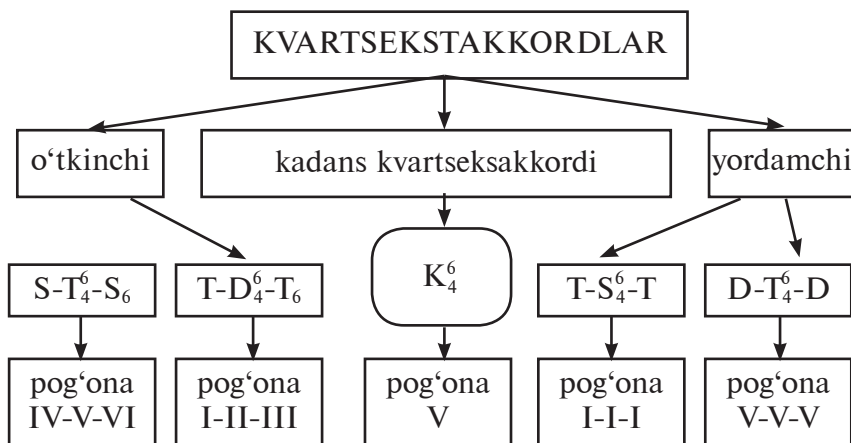 KVARTSEKSTAKKORDLAR
o‘tkinchi
kadans kvartseksakkordi
yordamchi
S-T⁶₄-S₆
T-D⁶₄-T₆
K⁶₄
T-S⁶₄-T
D-T⁶₄-D
pog‘ona
IV-V-VI
pog‘ona
I-II-III
pog‘ona
V
pog‘ona
I-I-I
pog‘ona
V-V-V